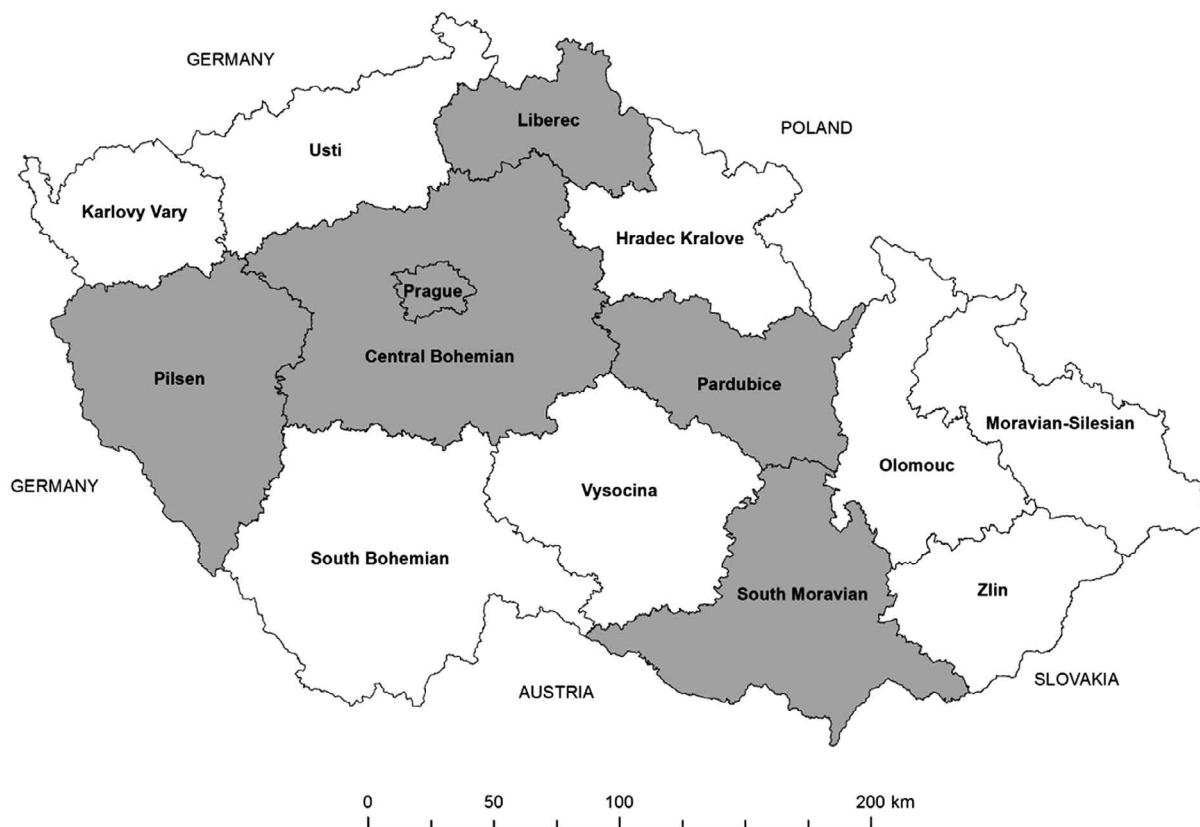 GERMANY
Liberec
POLAND
Usti
Karlovy Vary
Hradec Kralove
Prague
Central Bohemian
Pilsen
Pardubice
Moravian-Silesian
Olomouc
GERMANY
Vysocina
South Bohemian
South Moravian
Zlin
SLOVAKIA
AUSTRIA
0 50 100 200 km